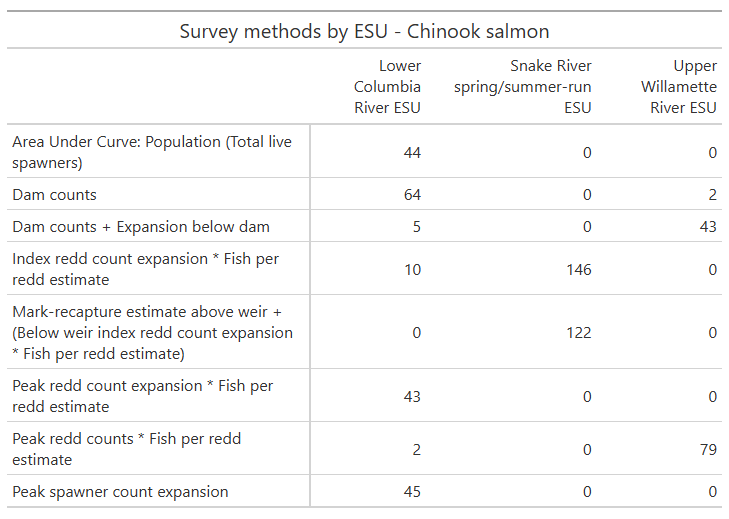 Survey methods by ESU - Chinook salmon
Lower Columbia River ESU
Snake River spring/summer-run ESU
Upper Willamette River ESU
Area Under Curve: Population (Total live
spawners)
44 0 0
Dam counts 64 0 2
Dam counts + Expansion below dam 5 0 43
Index redd count expansion * Fish per
redd estimate
10 146 0
Mark-recapture estimate above weir +
(Below weir index redd count expansion
* Fish per redd estimate)
0 122 0
Peak redd count expansion * Fish per
redd estimate
43 0 0
Peak redd counts * Fish per redd
estimate
2 0 79
Peak spawner count expansion 45 0 0